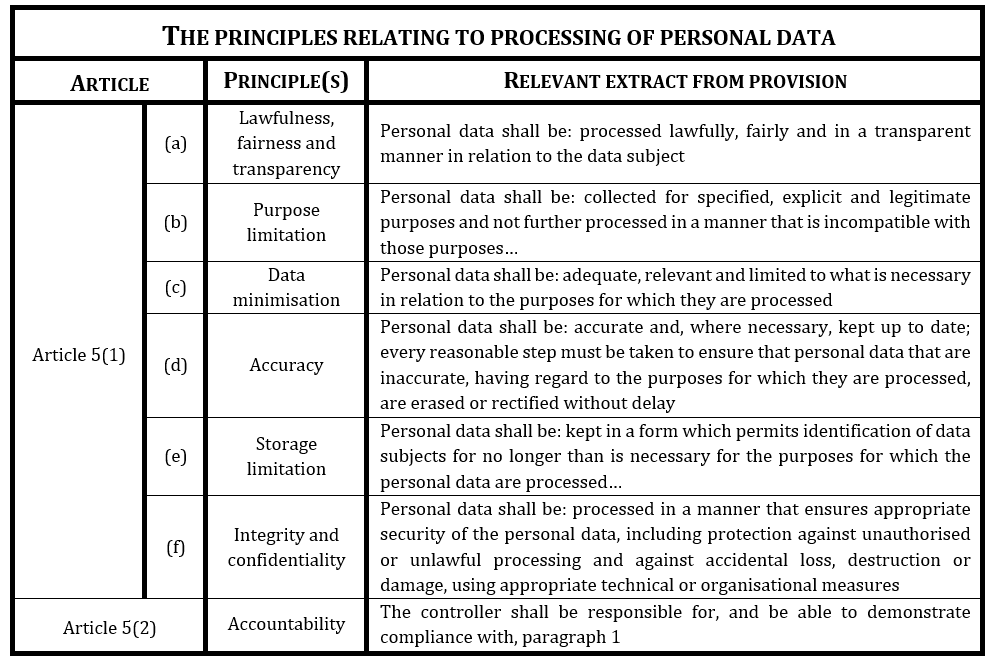 THE PRINCIPLES RELATING TO PROCESSING OF PERSONAL DATA
ARTICLE
PRINCIPLE(S)
RELEVANT EXTRACT FROM PROVISION
Article 5(1)
(a)
Lawfulness,
fairness and
transparency
Personal data shall be: processed lawfully, fairly and in a transparent
manner in relation to the data subject
(b)
Purpose
limitation
Personal data shall be: collected for specified, explicit and legitimate
purposes and not further processed in a manner that is incompatible with
those purposes…
(c)
Data
minimisation
Personal data shall be: adequate, relevant and limited to what is necessary
in relation to the purposes for which they are processed
(d)
Accuracy
Personal data shall be: accurate and, where necessary, kept up to date;
every reasonable step must be taken to ensure that personal data that are
inaccurate, having regard to the purposes for which they are processed,
are erased or rectified without delay
(e)
Storage
limitation
Personal data shall be: kept in a form which permits identification of data
subjects for no longer than is necessary for the purposes for which the
personal data are processed…
(f)
Integrity and
confidentiality
Personal data shall be: processed in a manner that ensures appropriate
security of the personal data, including protection against unauthorised
or unlawful processing and against accidental loss, destruction or
damage, using appropriate technical or organisational measures
Article 5(2)
Accountability
The controller shall be responsible for, and be able to demonstrate
compliance with, paragraph 1